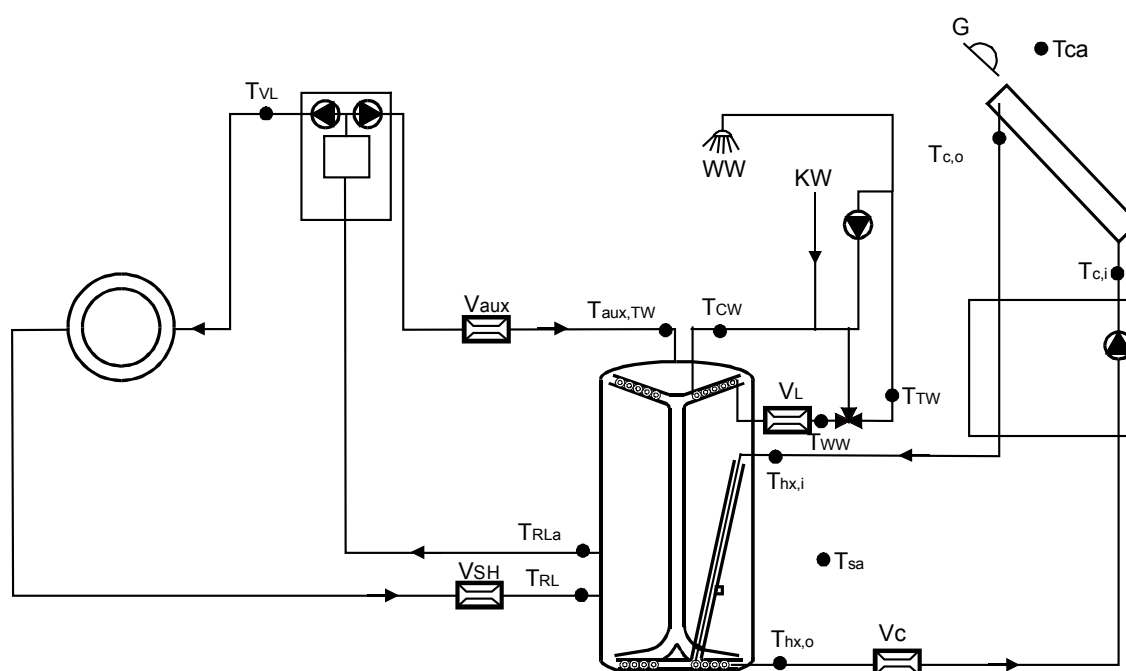 G
Tca
TVL
Tc,o
WW
KW
Tc,i
Vaux
Taux,TW
TCW
VL
TTW
TWW
Thx,i
TRLa
Tsa
VSH
TRL
Thx,o
Vc